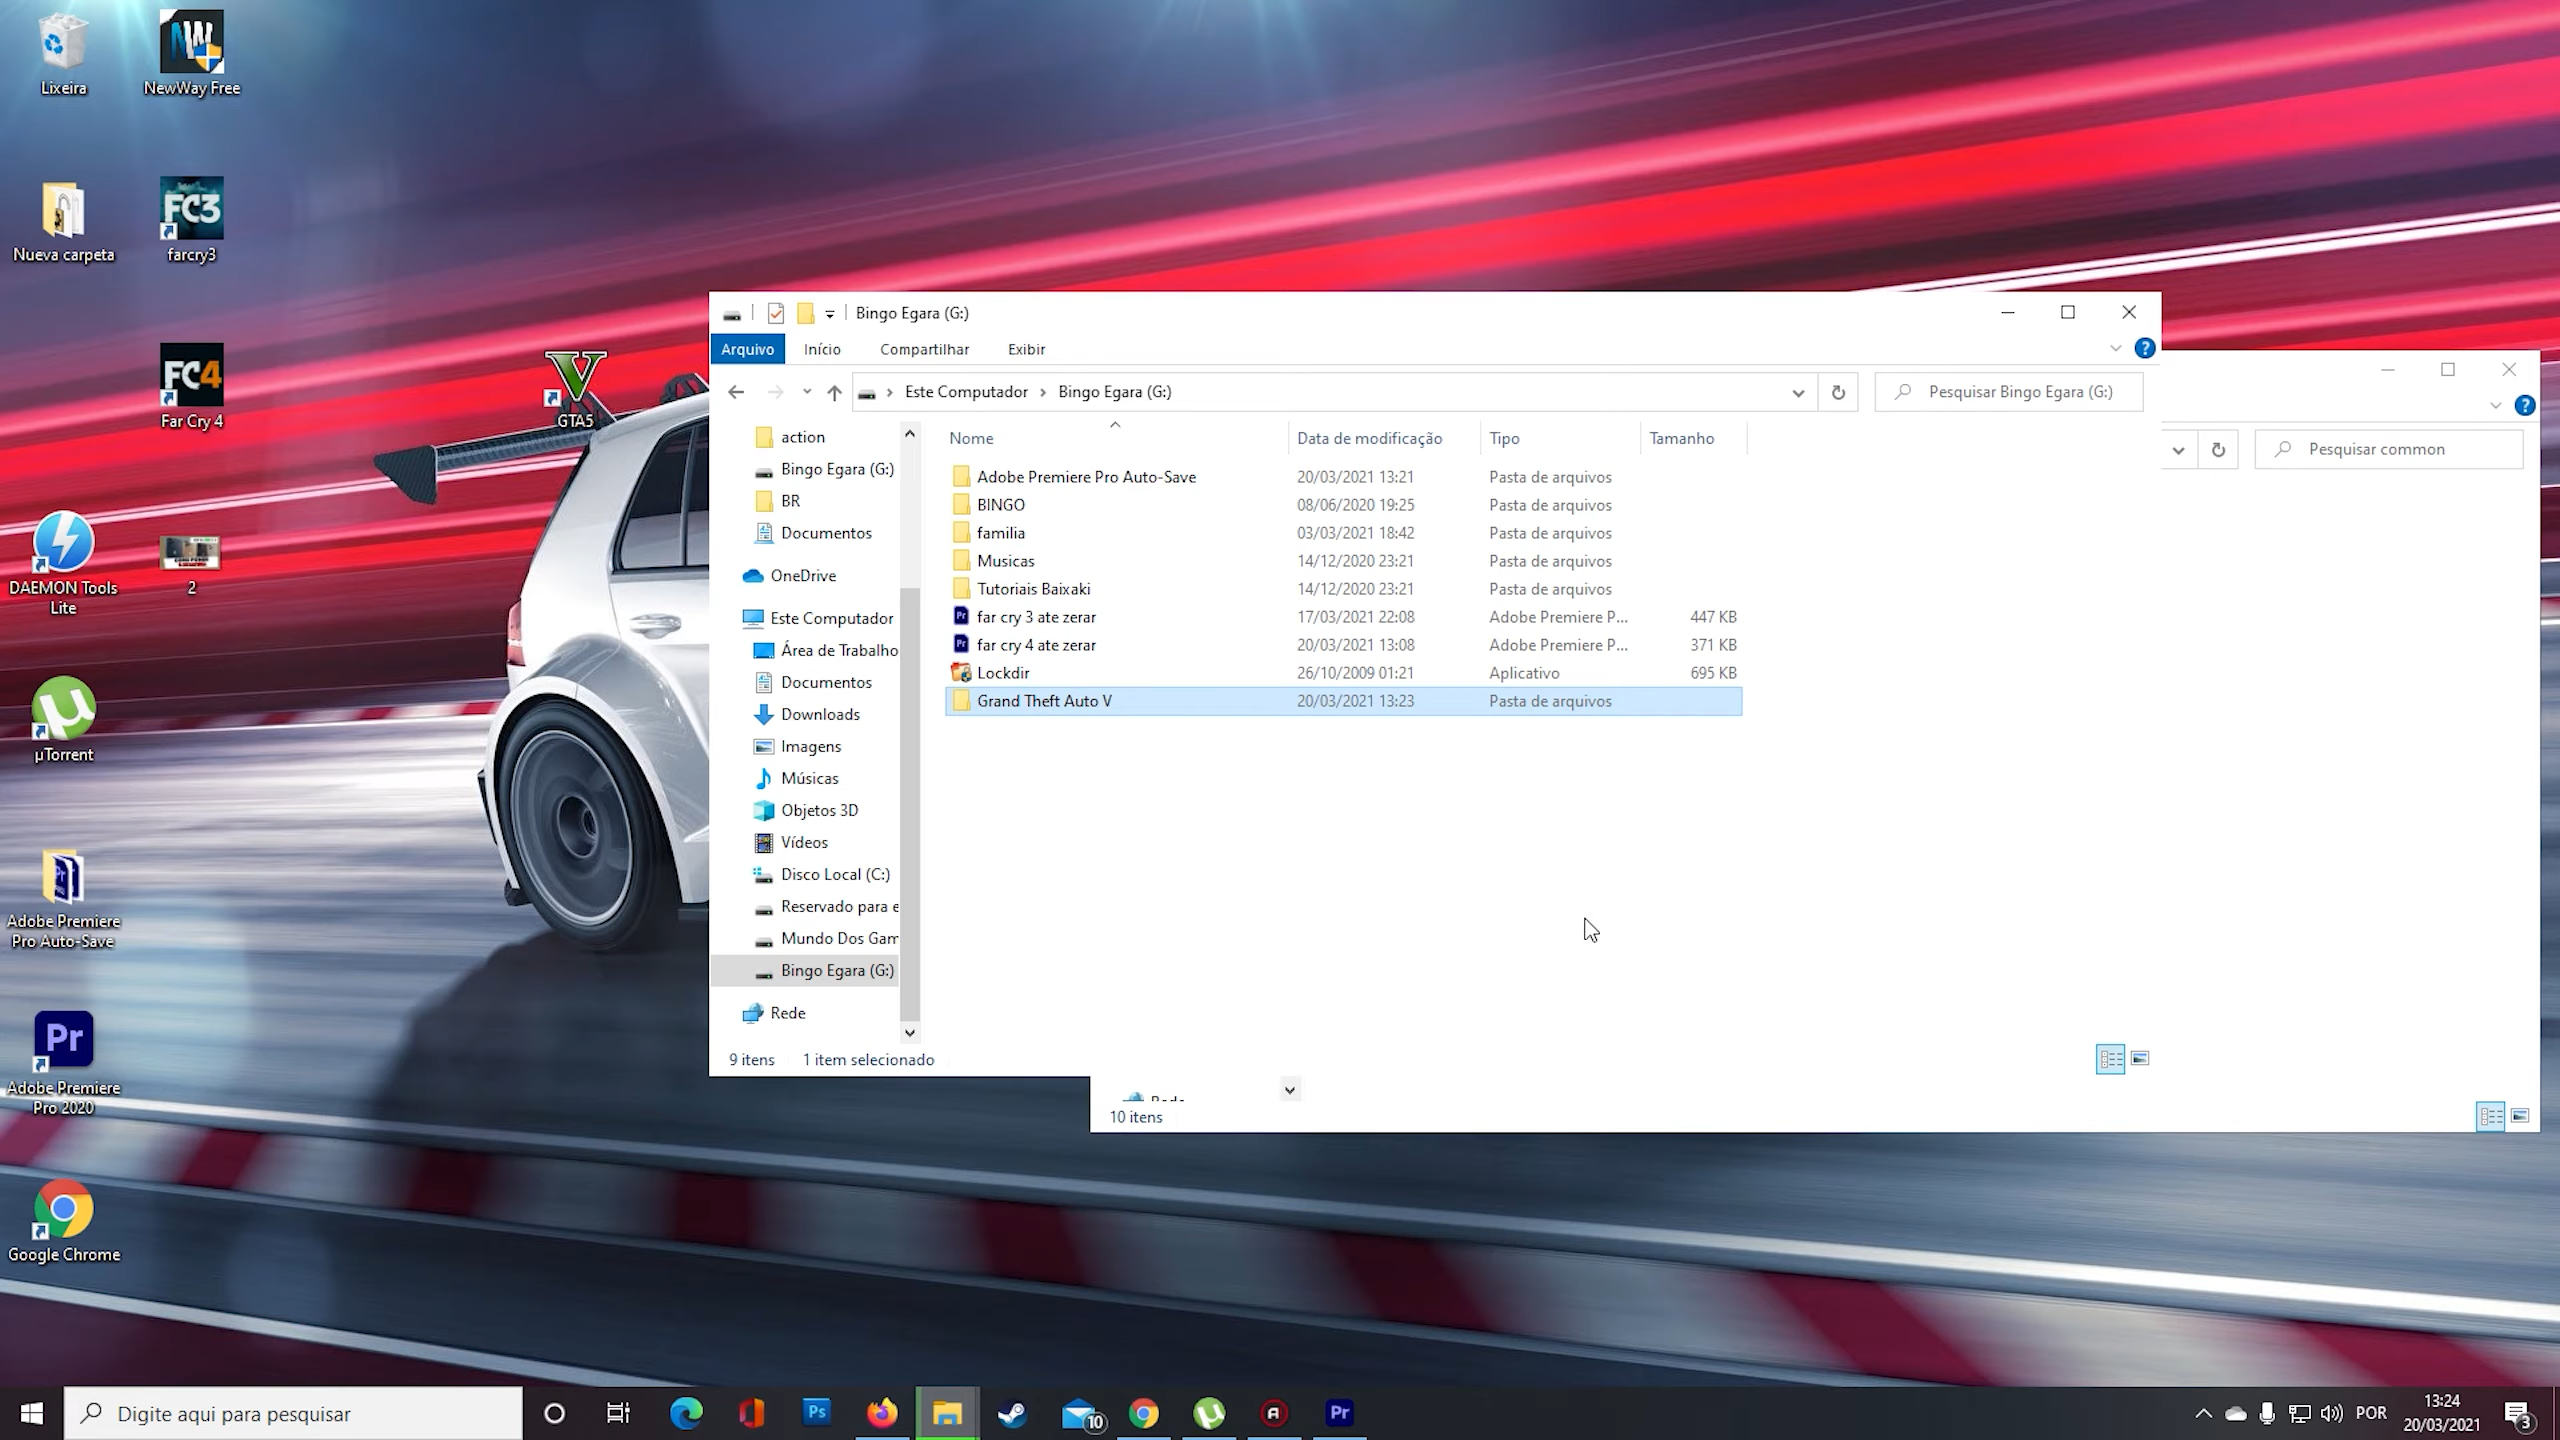 Lixeira
NewWay Free
Nueva carpeta
FC3
farcry3
FC4
Far Cry 4
GTA5
DAEMON Tools
Lite
2
µTorrent
Adobe Premiere
Pro Auto-Save
Pr
Adobe Premiere
Pro 2020
Google Chrome
Bingo Egara (G:)
Arquivo
Início
Compartilhar
Exibir
Este Computador > Bingo Egara (G:)
Pesquisar Bingo Egara (G:)
action
Bingo Egara (G:)
BR
Documentos
OneDrive
Este Computador
Área de Trabalho
Documentos
Downloads
Imagens
Músicas
Objetos 3D
Vídeos
Disco Local (C:)
Reservado para e
Mundo Dos Gam
Bingo Egara (G:)
Rede
Nome Data de modificação Tipo Tamanho
Adobe Premiere Pro Auto-Save 20/03/2021 13:21 Pasta de arquivos
BINGO 08/06/2020 19:25 Pasta de arquivos
familia 03/03/2021 18:42 Pasta de arquivos
Musicas 14/12/2020 23:21 Pasta de arquivos
Tutoriais Baixaki 14/12/2020 23:21 Pasta de arquivos
far cry 3 ate zerar 17/03/2021 22:08 Adobe Premiere P... 447 KB
far cry 4 ate zerar 20/03/2021 13:08 Adobe Premiere P... 371 KB
Lockdir 26/10/2009 01:21 Aplicativo 695 KB
Grand Theft Auto V 20/03/2021 13:23 Pasta de arquivos
9 itens 1 item selecionado
Pesquisar common
10 itens
Digite aqui para pesquisar
Ps
10
Pr
POR
13:24
20/03/2021
3